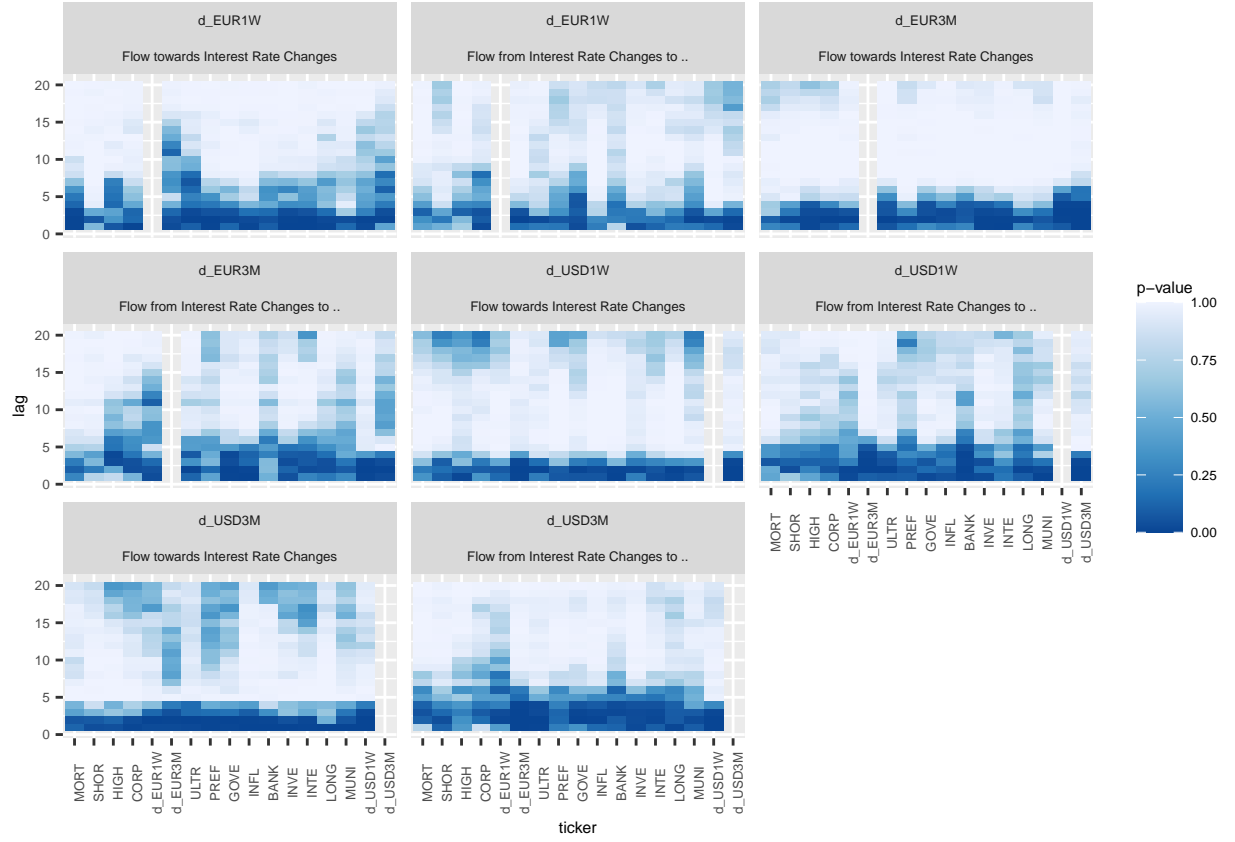 d_EUR1W
Flow towards Interest Rate Changes
d_EUR1W
Flow from Interest Rate Changes to ..
d_EUR3M
Flow towards Interest Rate Changes
20
15
10
5
0
d_EUR3M
Flow from Interest Rate Changes to ..
d_USD1W
Flow towards Interest Rate Changes
d_USD1W
Flow from Interest Rate Changes to ..
20
15
10
5
0
lag
MORT
SHOR
HIGH
CORP
d_EUR1W
d_EUR3M
ULTR
PREF
GOVE
INFL
BANK
INVE
INTE
LONG
MUNI
d_USD1W
d_USD3M
p−value
1.00
0.75
0.50
0.25
0.00
d_USD3M
Flow towards Interest Rate Changes
d_USD3M
Flow from Interest Rate Changes to ..
20
15
10
5
0
MORT
SHOR
HIGH
CORP
d_EUR1W
d_EUR3M
ULTR
PREF
GOVE
INFL
BANK
INVE
INTE
LONG
MUNI
d_USD1W
d_USD3M
MORT
SHOR
HIGH
CORP
d_EUR1W
d_EUR3M
ULTR
PREF
GOVE
INFL
BANK
INVE
INTE
LONG
MUNI
d_USD1W
d_USD3M
ticker